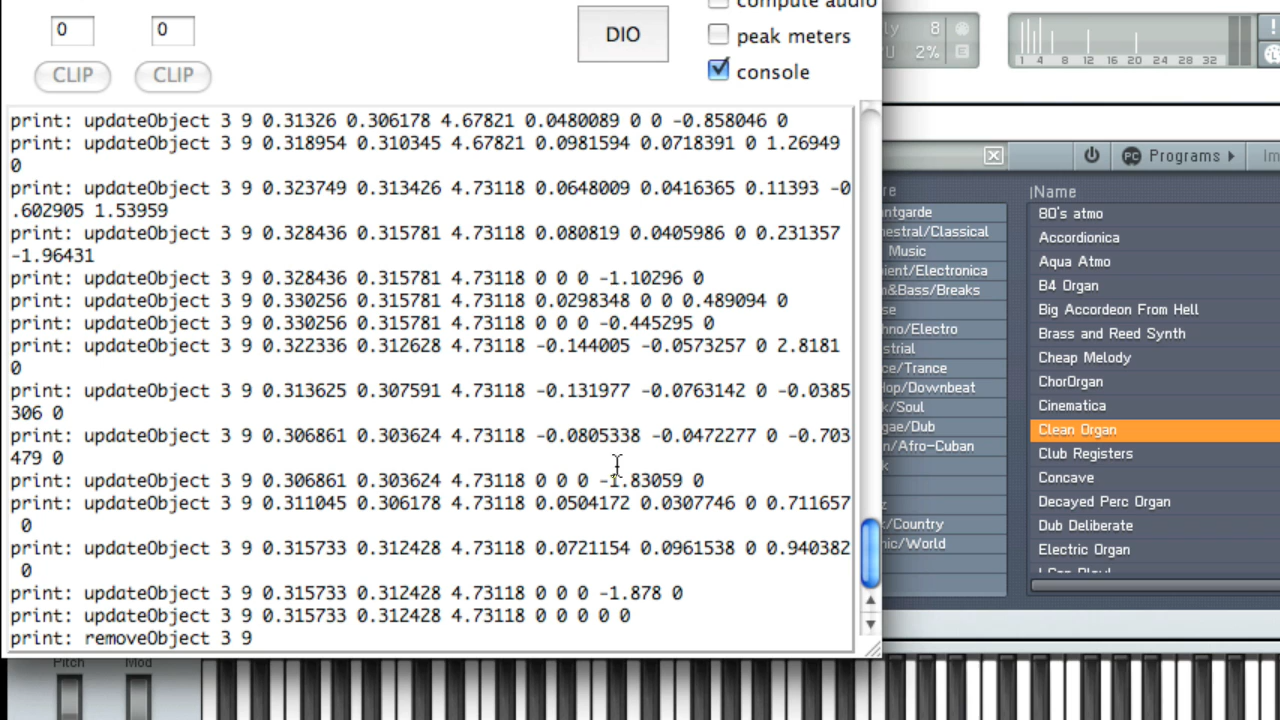 compute audio
0 0
DIO
peak meters
CLIP CLIP
console
print: updateObject 3 9 0.31326 0.306178 4.67821 0.0480089 0 0 -0.858046 0
print: updateObject 3 9 0.318954 0.310345 4.67821 0.0981594 0.0718391 0 1.26949
0
print: updateObject 3 9 0.323749 0.313426 4.73118 0.0648009 0.0416365 0.11393 -0
.602905 1.53959
print: updateObject 3 9 0.328436 0.315781 4.73118 0.080819 0.0405986 0 0.231357
-1.96431
print: updateObject 3 9 0.328436 0.315781 4.73118 0 0 0 -1.10296 0
print: updateObject 3 9 0.330256 0.315781 4.73118 0.0298348 0 0 0.489094 0
print: updateObject 3 9 0.330256 0.315781 4.73118 0 0 0 -0.445295 0
print: updateObject 3 9 0.322336 0.312628 4.73118 -0.144005 -0.0573257 0 2.8181
0
print: updateObject 3 9 0.313625 0.307591 4.73118 -0.131977 -0.0763142 0 -0.0385
306 0
print: updateObject 3 9 0.306861 0.303624 4.73118 -0.0805338 -0.0472277 0 -0.703
479 0
print: updateObject 3 9 0.306861 0.303624 4.73118 0 0 0 -1.83059 0
print: updateObject 3 9 0.311045 0.306178 4.73118 0.0504172 0.0307746 0 0.711657
0
print: updateObject 3 9 0.315733 0.312428 4.73118 0.0721154 0.0961538 0 0.940382
0
print: updateObject 3 9 0.315733 0.312428 4.73118 0 0 0 -1.878 0
print: updateObject 3 9 0.315733 0.312428 4.73118 0 0 0 0 0
print: removeObject 3 9
Pitch Mod
ly 8
PU 2%
1 4 8 12 16 20 24 28 32
PC Programs
re
ntgarde
hestral/Classical
Music
bient/Electronica
m&Bass/Breaks
se
hno/Electro
strial
ce/Trance
Hop/Downbeat
k/Soul
gae/Dub
n/Afro-Cuban
k
z
k/Country
nic/World
Name
80's atmo
Accordionica
Aqua Atmo
B4 Organ
Big Accordeon From Hell
Brass and Reed Synth
Cheap Melody
ChorOrgan
Cinematica
Clean Organ
Club Registers
Concave
Decayed Perc Organ
Dub Deliberate
Electric Organ